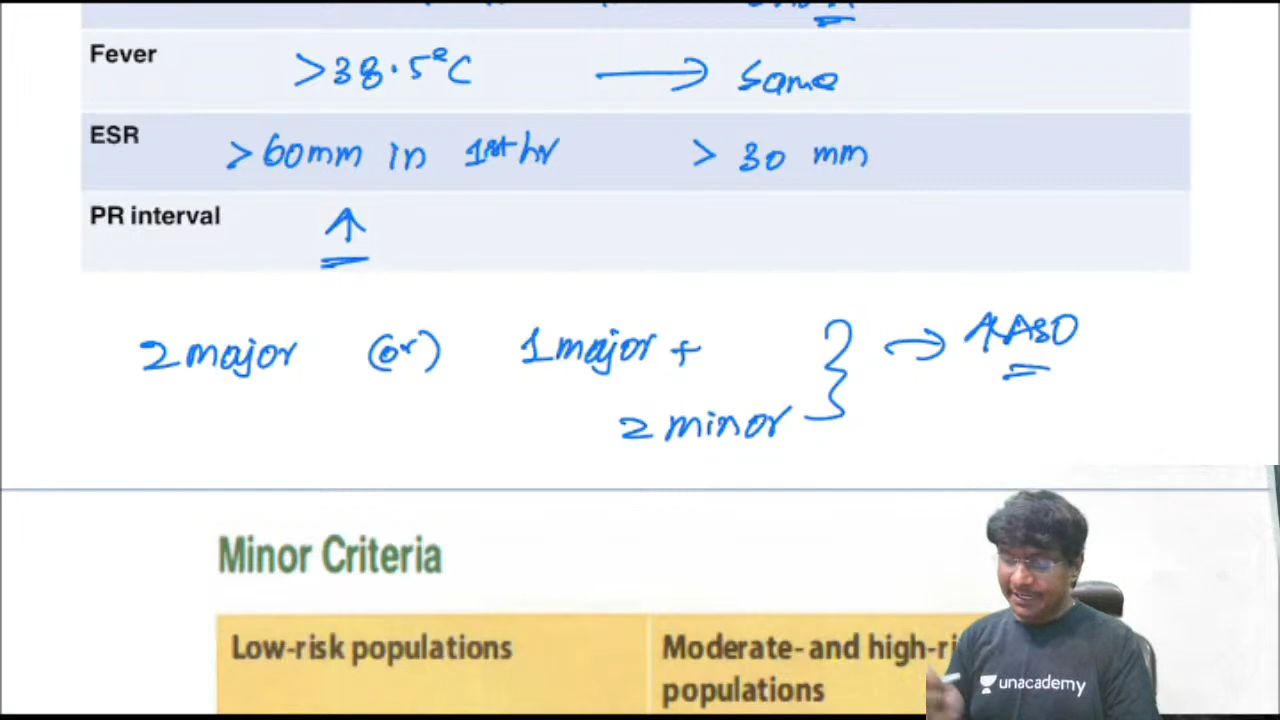 Fever >38.5°C → same
ESR >60mm in 1st hr > 30 mm
PR interval ↑
2 major (or) 1 major + } → ↑ASO
2 minor
Minor Criteria
Low-risk populations Moderate- and high-ri
populations
unacademy